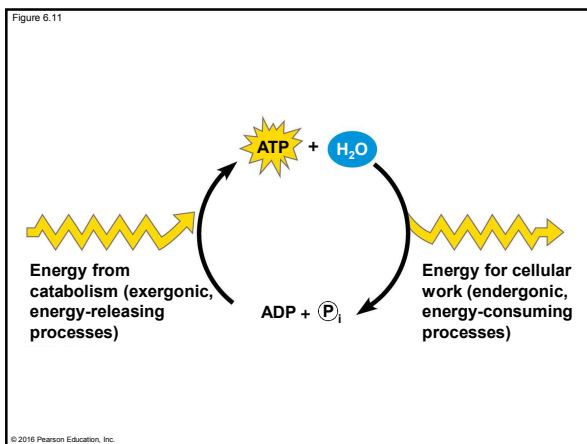 Figure 6.11
ATP + H₂O
Energy from
catabolism (exergonic,
energy-releasing
processes)
Energy for cellular
work (endergonic,
energy-consuming
processes)
ADP + Pᵢ
© 2016 Pearson Education, Inc.